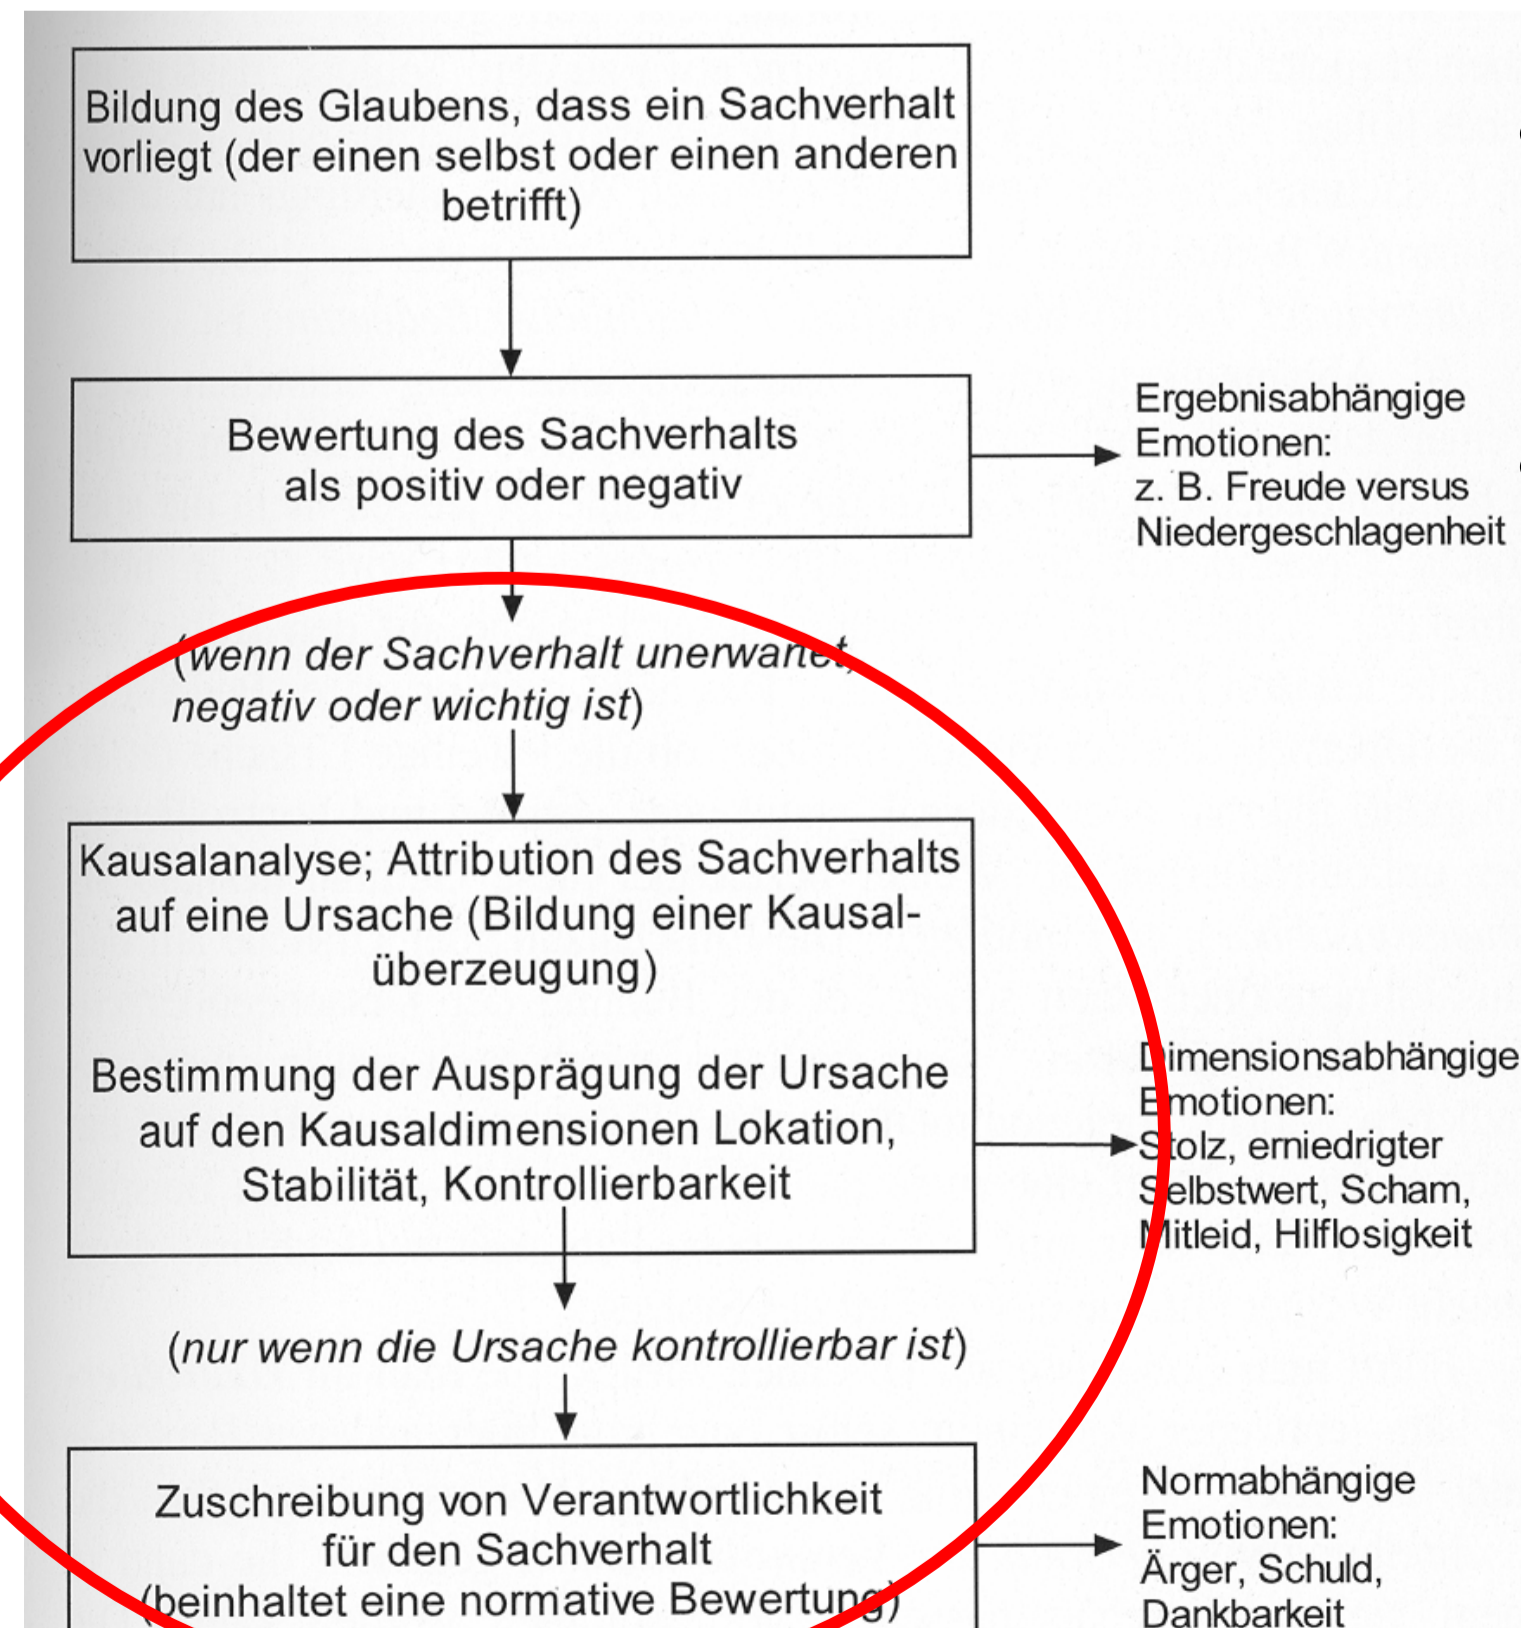 Bildung des Glaubens, dass ein Sachverhalt
vorliegt (der einen selbst oder einen anderen
betrifft)
Bewertung des Sachverhalts
als positiv oder negativ
Ergebnisabhängige
Emotionen:
z. B. Freude versus
Niedergeschlagenheit
(wenn der Sachverhalt unerwartet,
negativ oder wichtig ist)
Kausalanalyse; Attribution des Sachverhalts
auf eine Ursache (Bildung einer Kausal-
überzeugung)
Bestimmung der Ausprägung der Ursache
auf den Kausaldimensionen Lokation,
Stabilität, Kontrollierbarkeit
Dimensionsabhängige
Emotionen:
Stolz, erniedrigter
Selbstwert, Scham,
Mitleid, Hilflosigkeit
(nur wenn die Ursache kontrollierbar ist)
Zuschreibung von Verantwortlichkeit
für den Sachverhalt
(beinhaltet eine normative Bewertung)
Normabhängige
Emotionen:
Ärger, Schuld,
Dankbarkeit